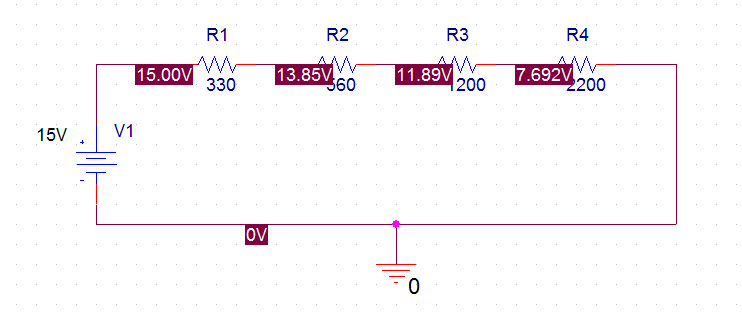 R1 R2 R3 R4
15.00V 13.85V 11.89V 7.692V
330 560 1200 2200
15V + V1
-
0V
0